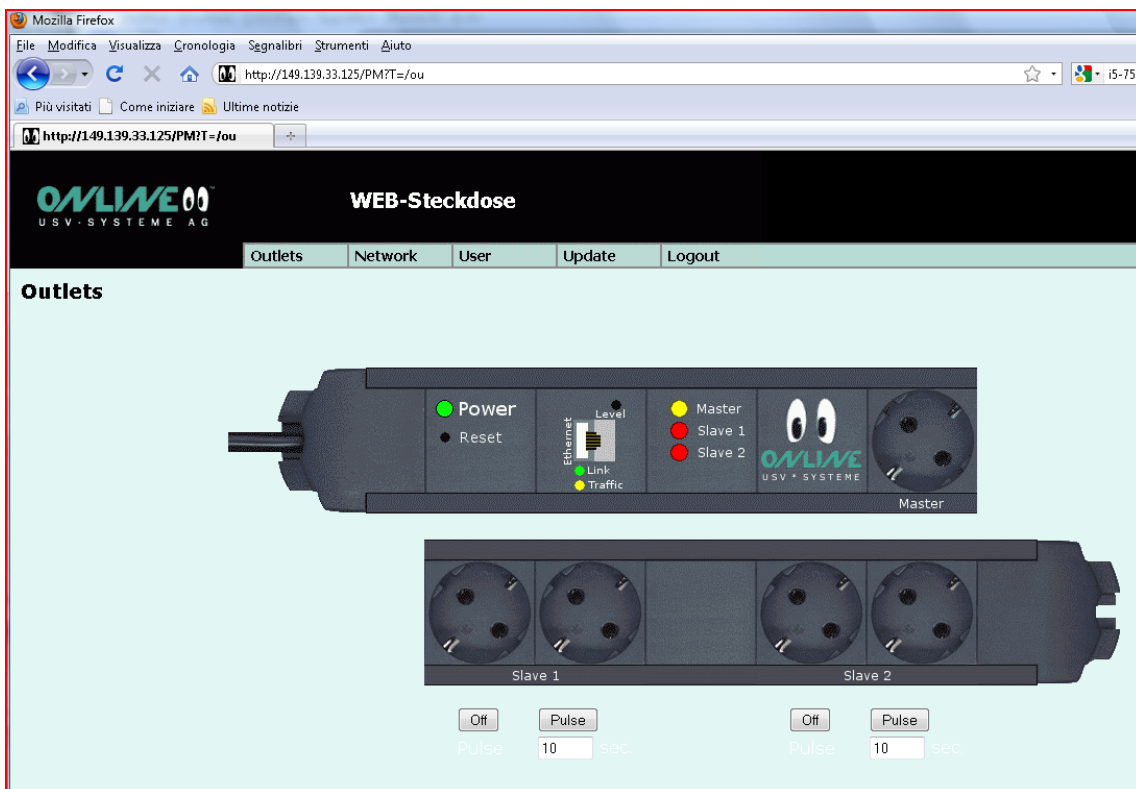 Mozilla Firefox
File Modifica Visualizza Cronologia Segnalibri Strumenti Aiuto
http://149.139.33.125/PM?T=/ou
i5-75
Più visitati Come iniziare Ultime notizie
http://149.139.33.125/PM?T=/ou
ONLINE ™
USV·SYSTEME AG
WEB-Steckdose
Outlets Network User Update Logout
Outlets
Power
Reset
Ethernet
Level
Link
Traffic
Master
Slave 1
Slave 2
ONLINE
USV • SYSTEME
Master
Slave 1
Slave 2
Off Pulse Off Pulse
Pulse 10 sec Pulse 10 sec